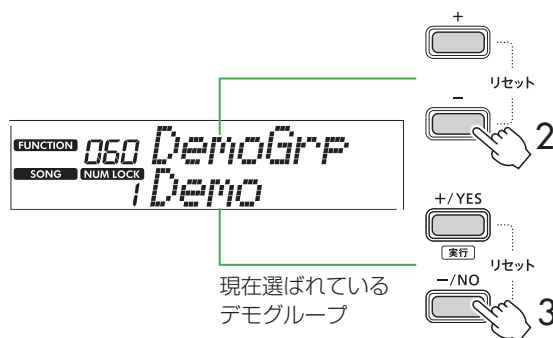 +
リセット
−
2
FUNCTION 060 DemoGrp
SONG NUM LOCK 1 Demo
+/YES
実行
リセット
−/NO
3
現在選ばれている
デモグループ